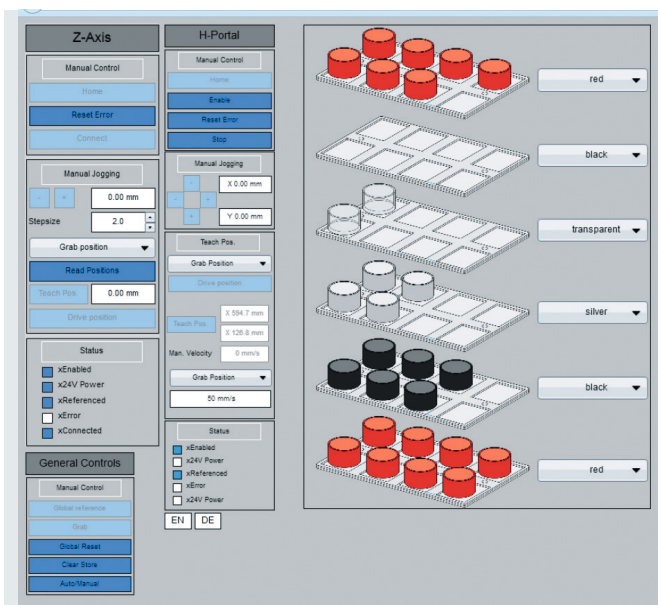 Z-Axis
Manual Control
Home
Reset Error
Connect
Manual Jogging
-
+
0.00 mm
Stepsize
2.0
Grab position
Read Positions
Teach Pos.
0.00 mm
Drive position
Status
xEnabled
x24V Power
xReferenced
xError
xConnected
General Controls
Manual Control
Global reference
Grab
Global Reset
Clear Store
Auto/Manual
H-Portal
Manual Control
Home
Enable
Reset Error
Stop
Manual Jogging
-
X 0.00 mm
-
-
+
Y 0.00 mm
Teach Pos.
Grab Position
Drive position
X 564.7 mm
Teach Pos.
X 126.8 mm
Man. Velocity
0 mm/s
Grab Position
50 mm/s
Status
xEnabled
x24V Power
xReferenced
xError
x24V Power
EN
DE
red
black
transparent
silver
black
red